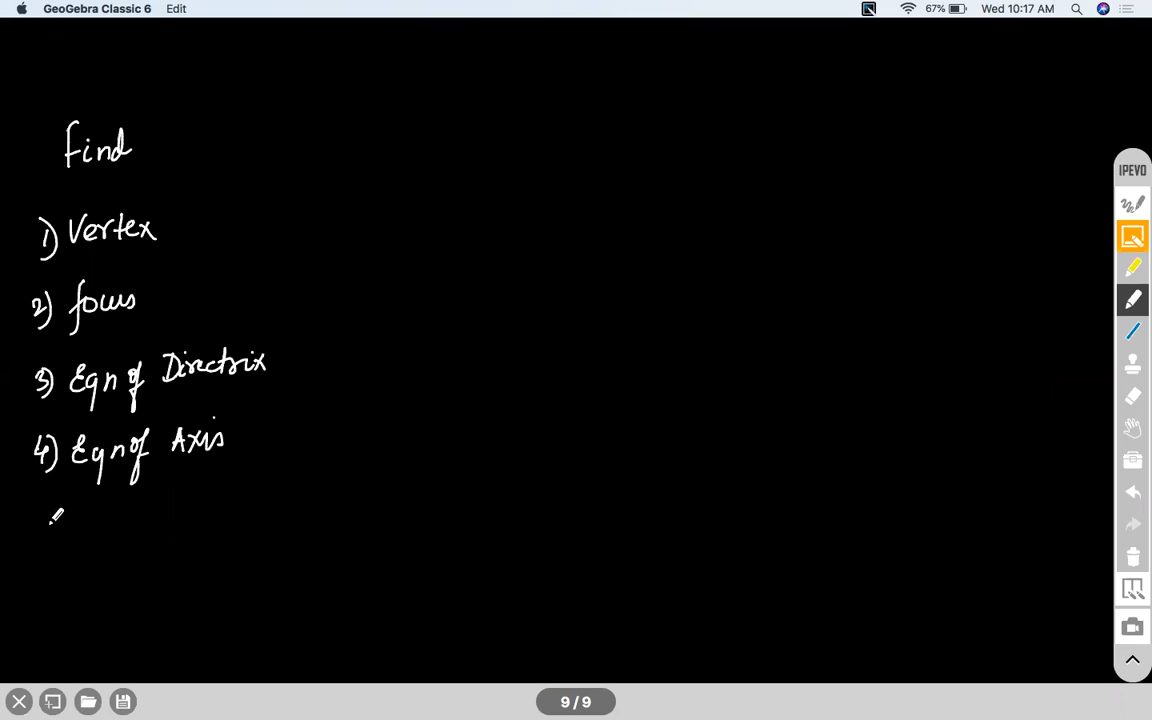 GeoGebra Classic 6 Edit 67% Wed 10:17 AM
Find
1) Vertex
2) focus
3) Eqn of Directrix
4) Eqn of Axis
IPEVO
9 / 9